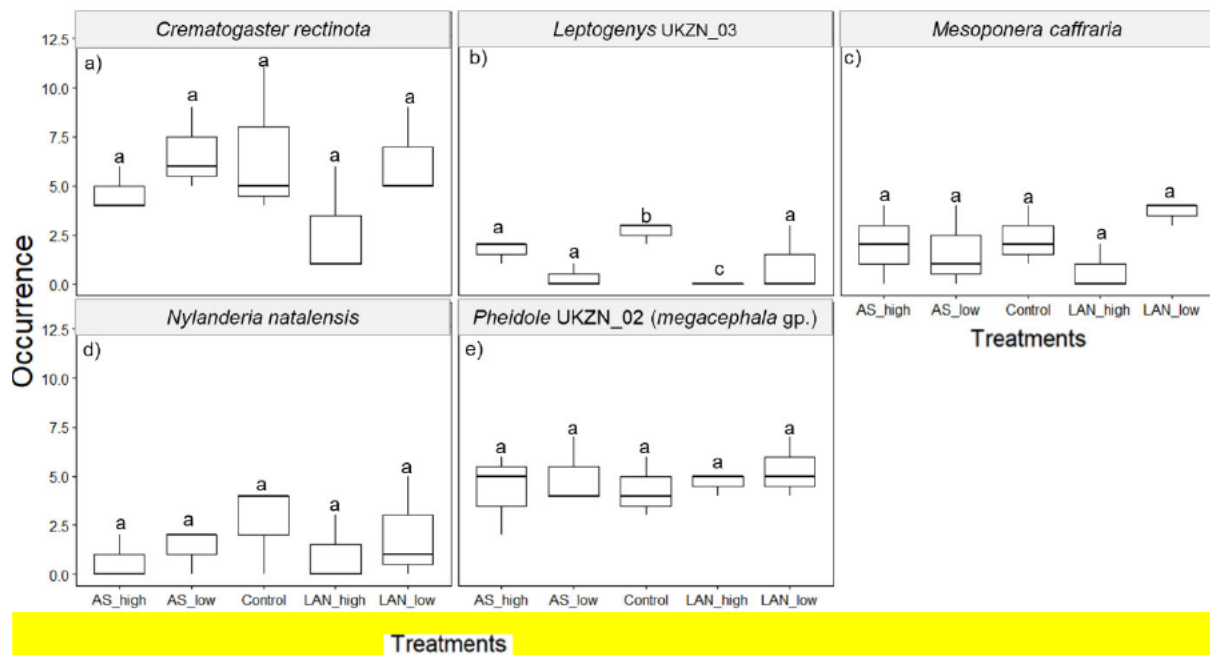 Crematogaster rectinota
Leptogenys UKZN_03
Mesoponera caffraria
a)
b)
c)
12.5
10.0
7.5
5.0
2.5
0.0
a a a a a
a a b c a
a a a a a
AS_high AS_low Control LAN_high LAN_low
Treatments
Occurrence
Nylanderia natalensis
Pheidole UKZN_02 (megacephala gp.)
d)
e)
12.5
10.0
7.5
5.0
2.5
0.0
a a a a a
a a a a a
AS_high AS_low Control LAN_high LAN_low
AS_high AS_low Control LAN_high LAN_low
Treatments